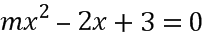 mx² – 2x + 3 = 0